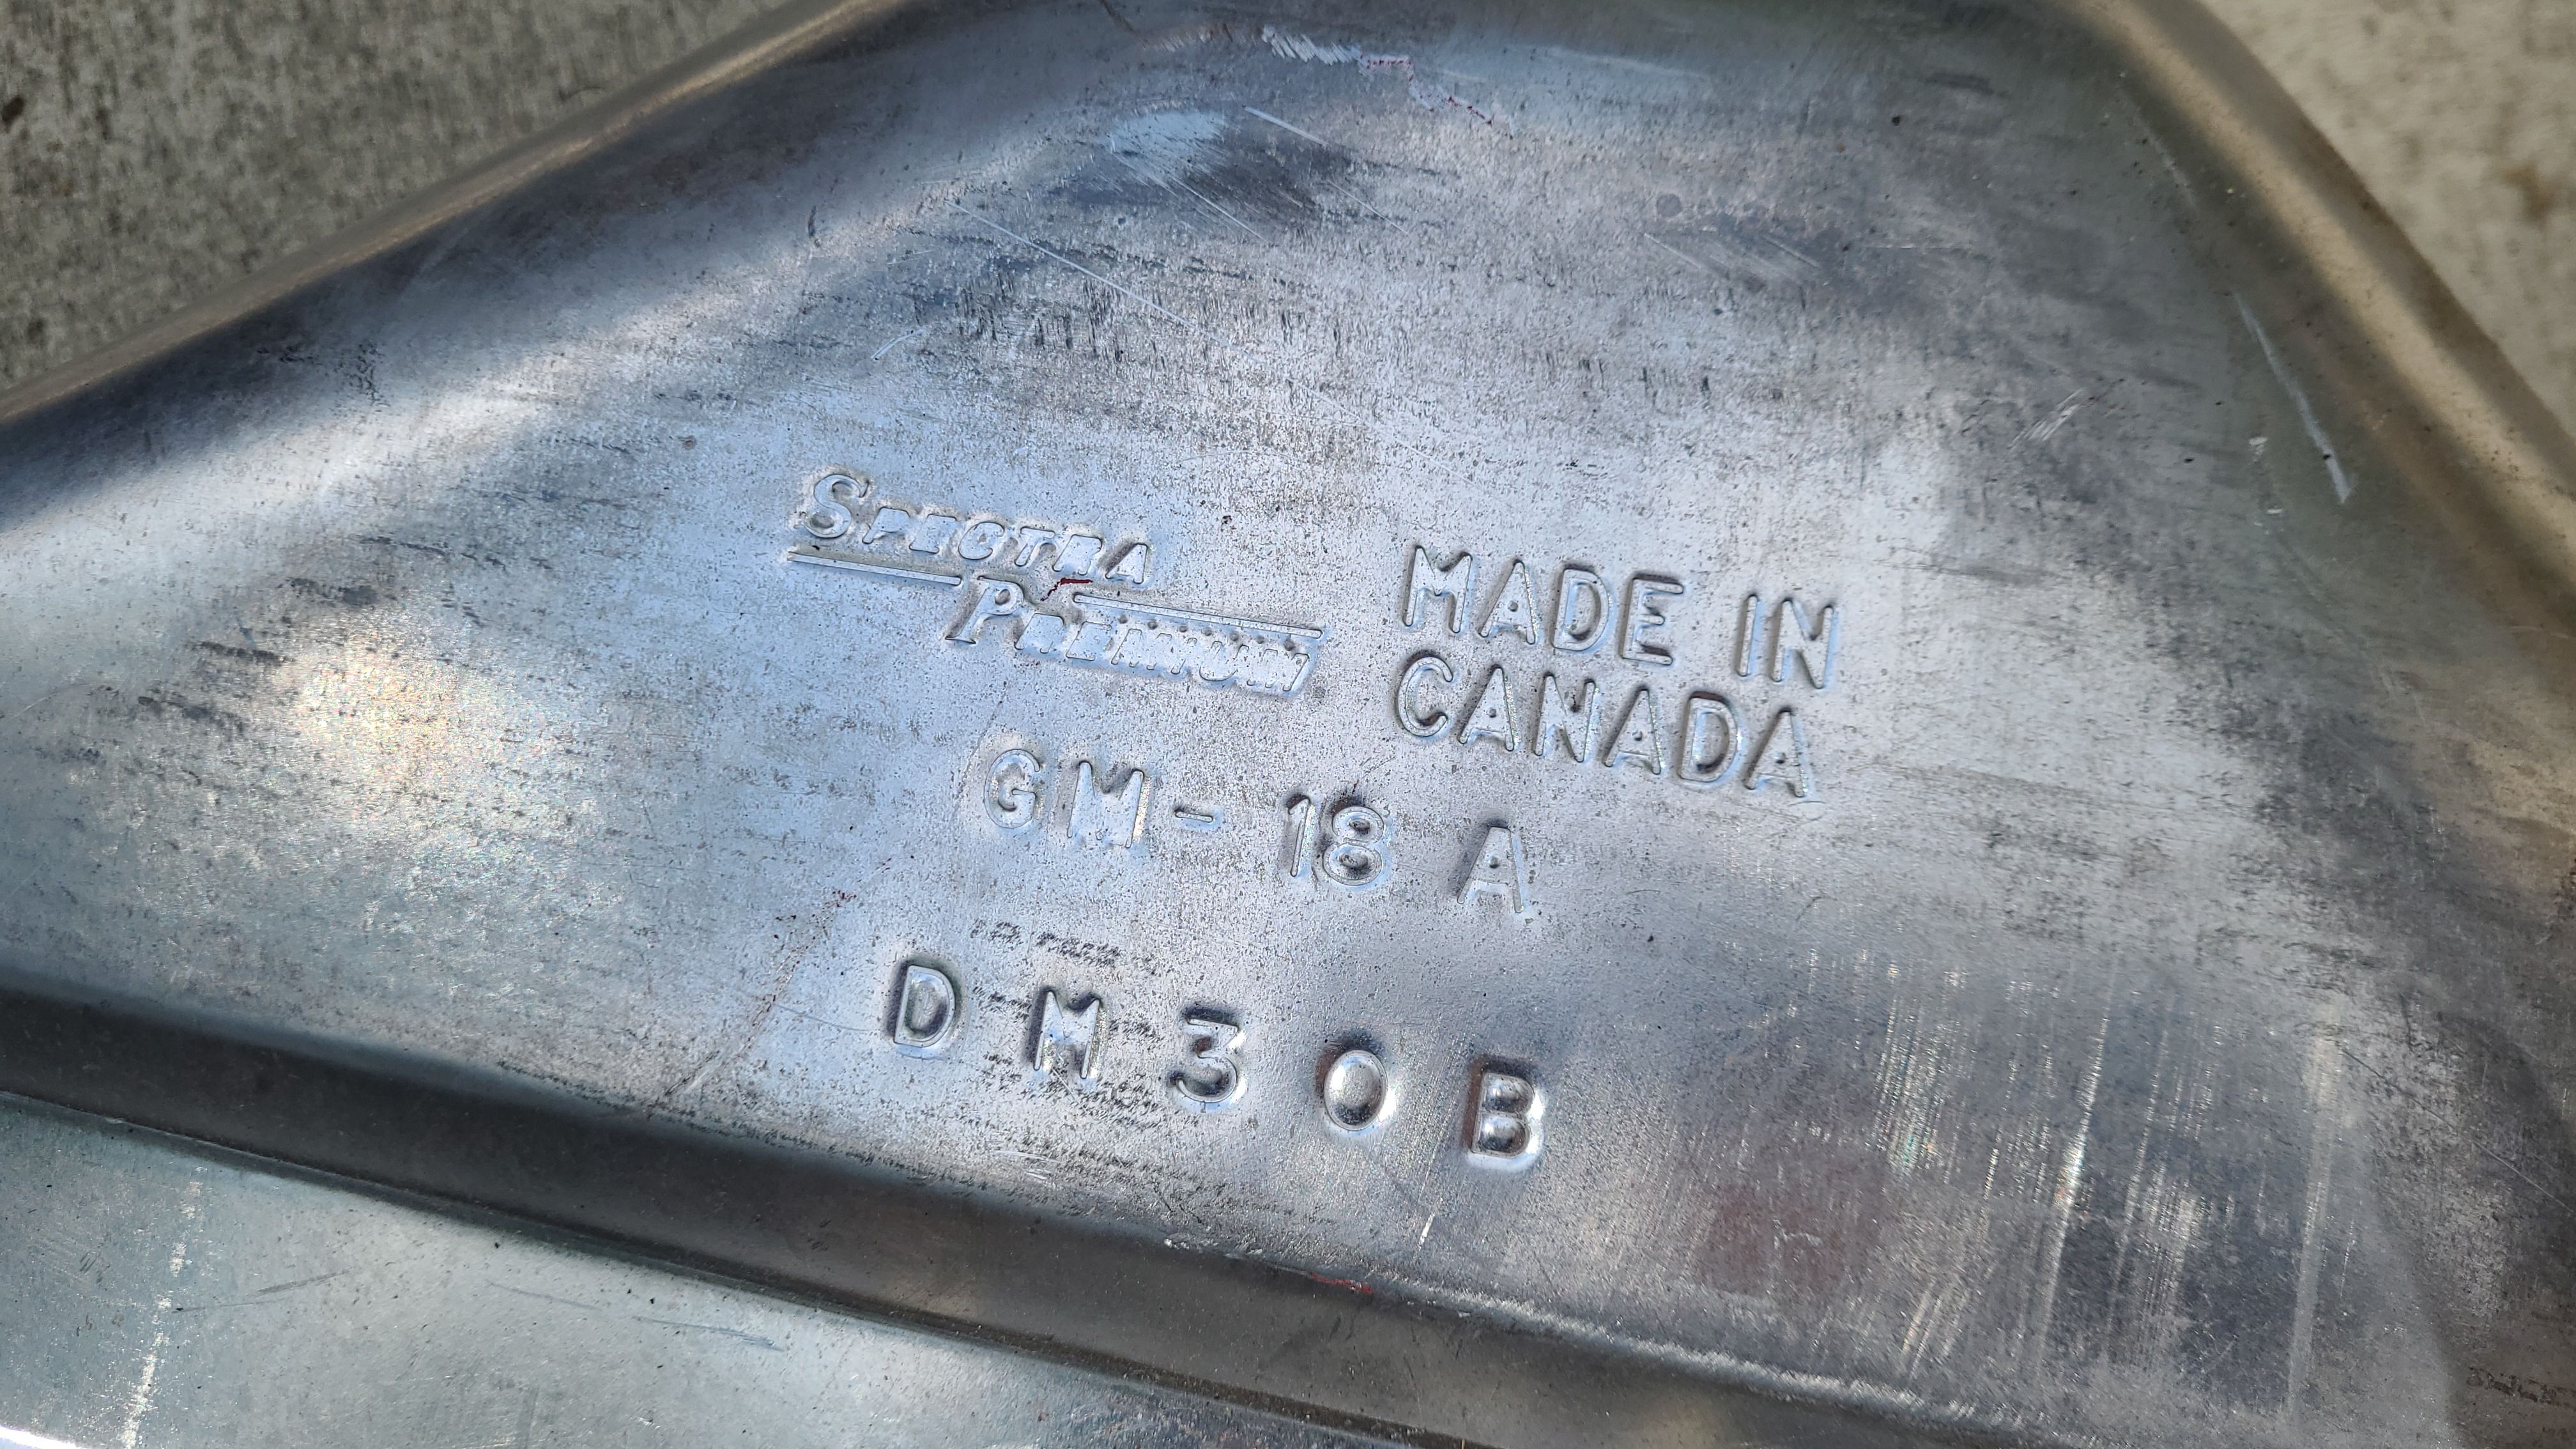 SPECTRA
PREMIUM
MADE IN
CANADA
GM-18 A
DM30B